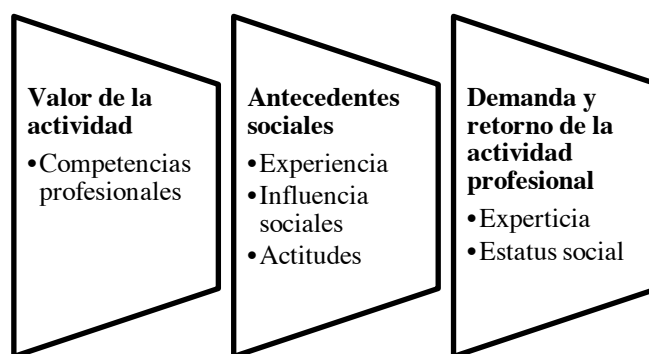 Valor de la
actividad
•Competencias
profesionales
Antecedentes
sociales
•Experiencia
•Influencia
sociales
•Actitudes
Demanda y
retorno de la
actividad
profesional
•Experticia
•Estatus social